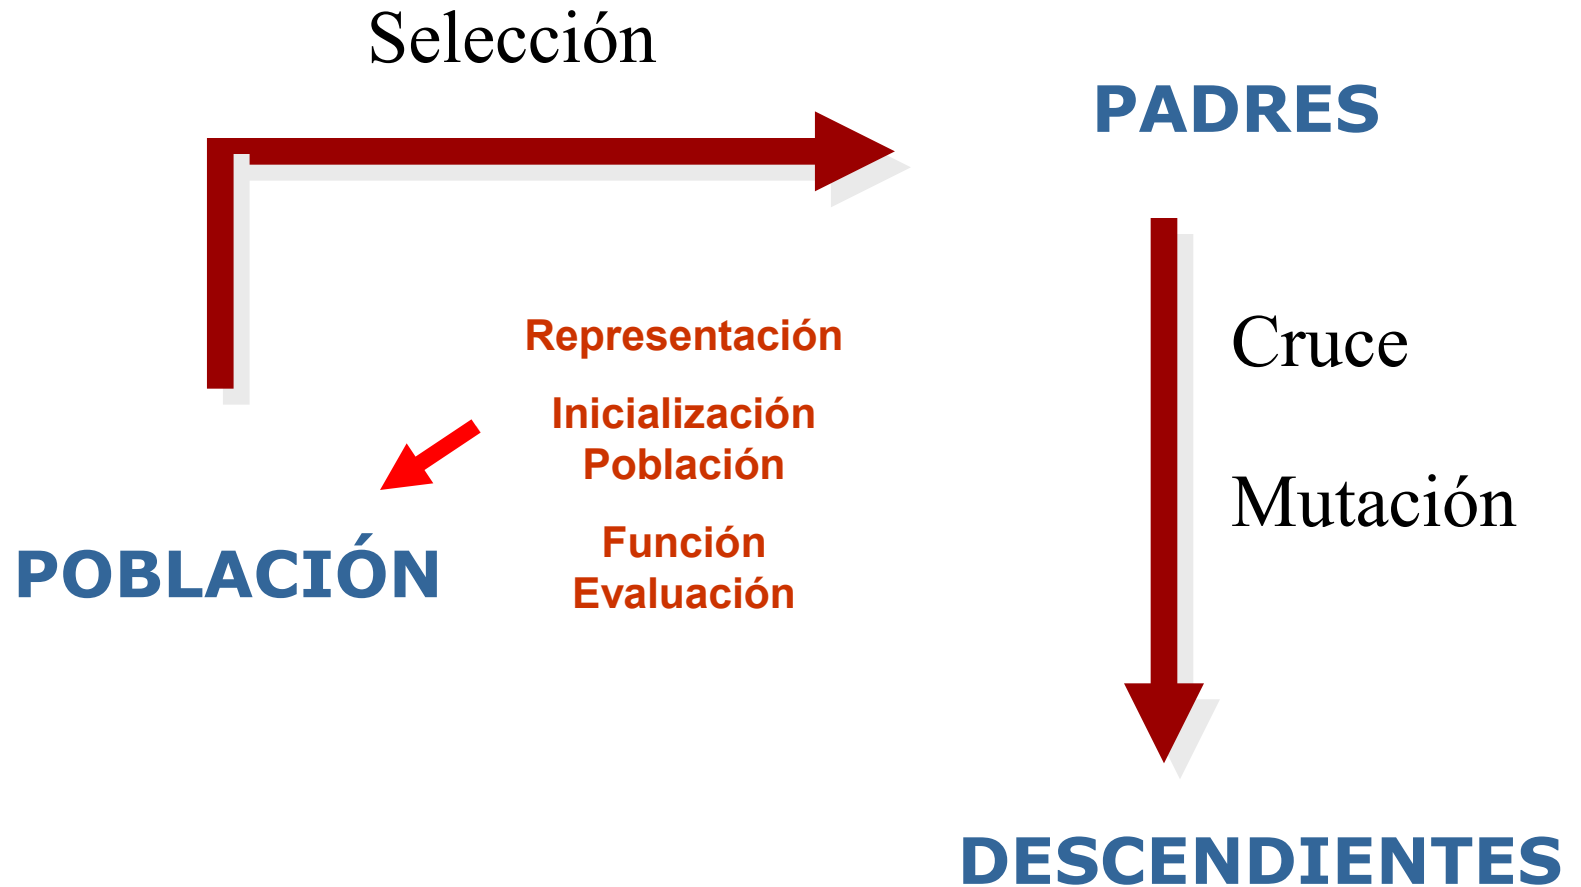 Selección
PADRES
Representación
Cruce
Inicialización
Población
Mutación
Función
Evaluación
POBLACIÓN
DESCENDIENTES